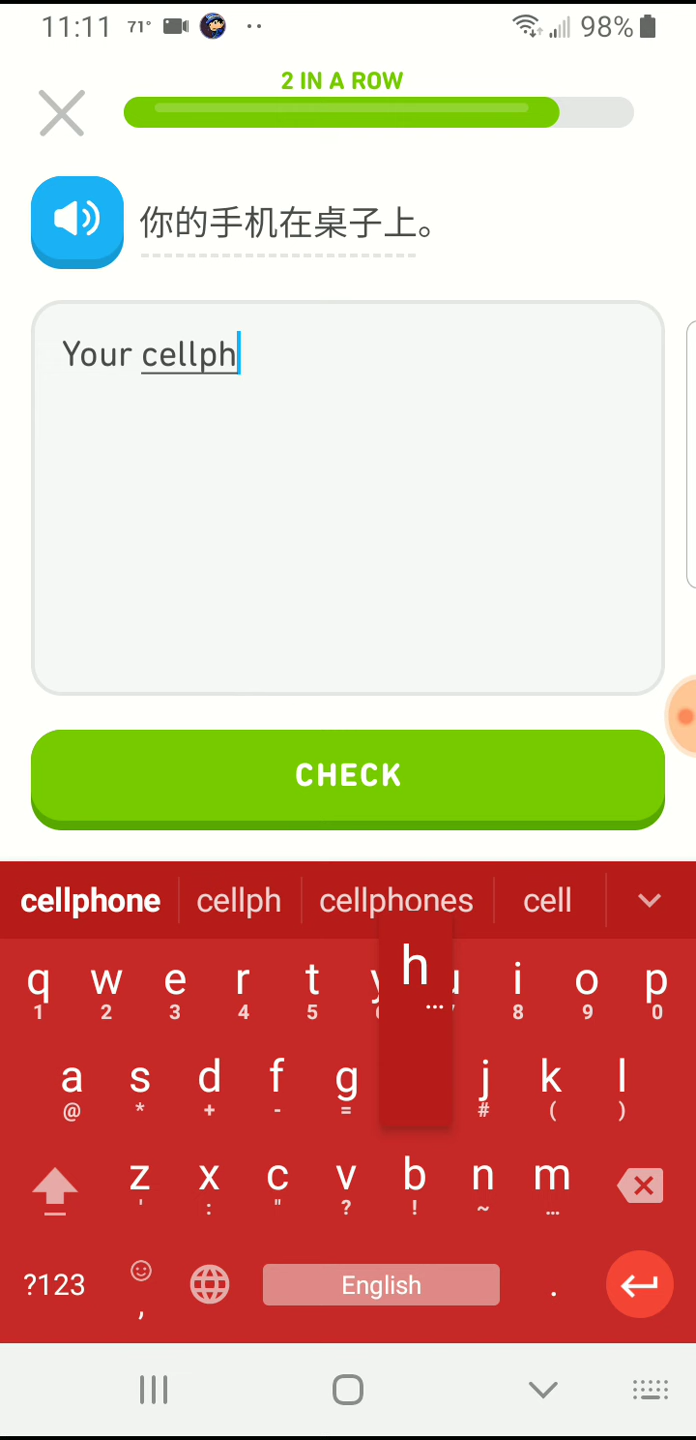 11:11 71° 98%
2 IN A ROW
你的手机在桌子上。
Your cellph
CHECK
cellphone cellph cellphones cell
q w e r t y u i o p
1 2 3 4 5 8 9 0
h
...
a s d f g j k l
@ * + - = # ( )
z x c v b n m
' : " ? ! ~ ...
?123 , English .